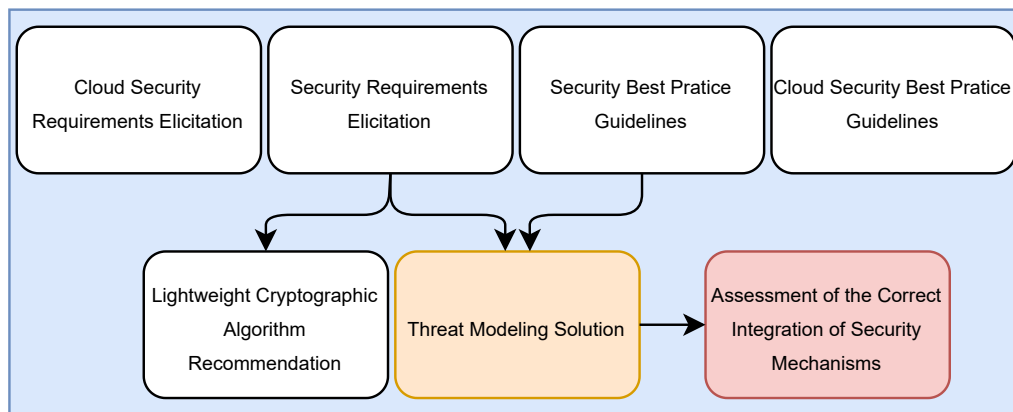 Cloud Security
Requirements Elicitation
Security Requirements
Elicitation
Security Best Pratice
Guidelines
Cloud Security Best Pratice
Guidelines
Lightweight Cryptographic
Algorithm
Recommendation
Threat Modeling Solution
Assessment of the Correct
Integration of Security
Mechanisms